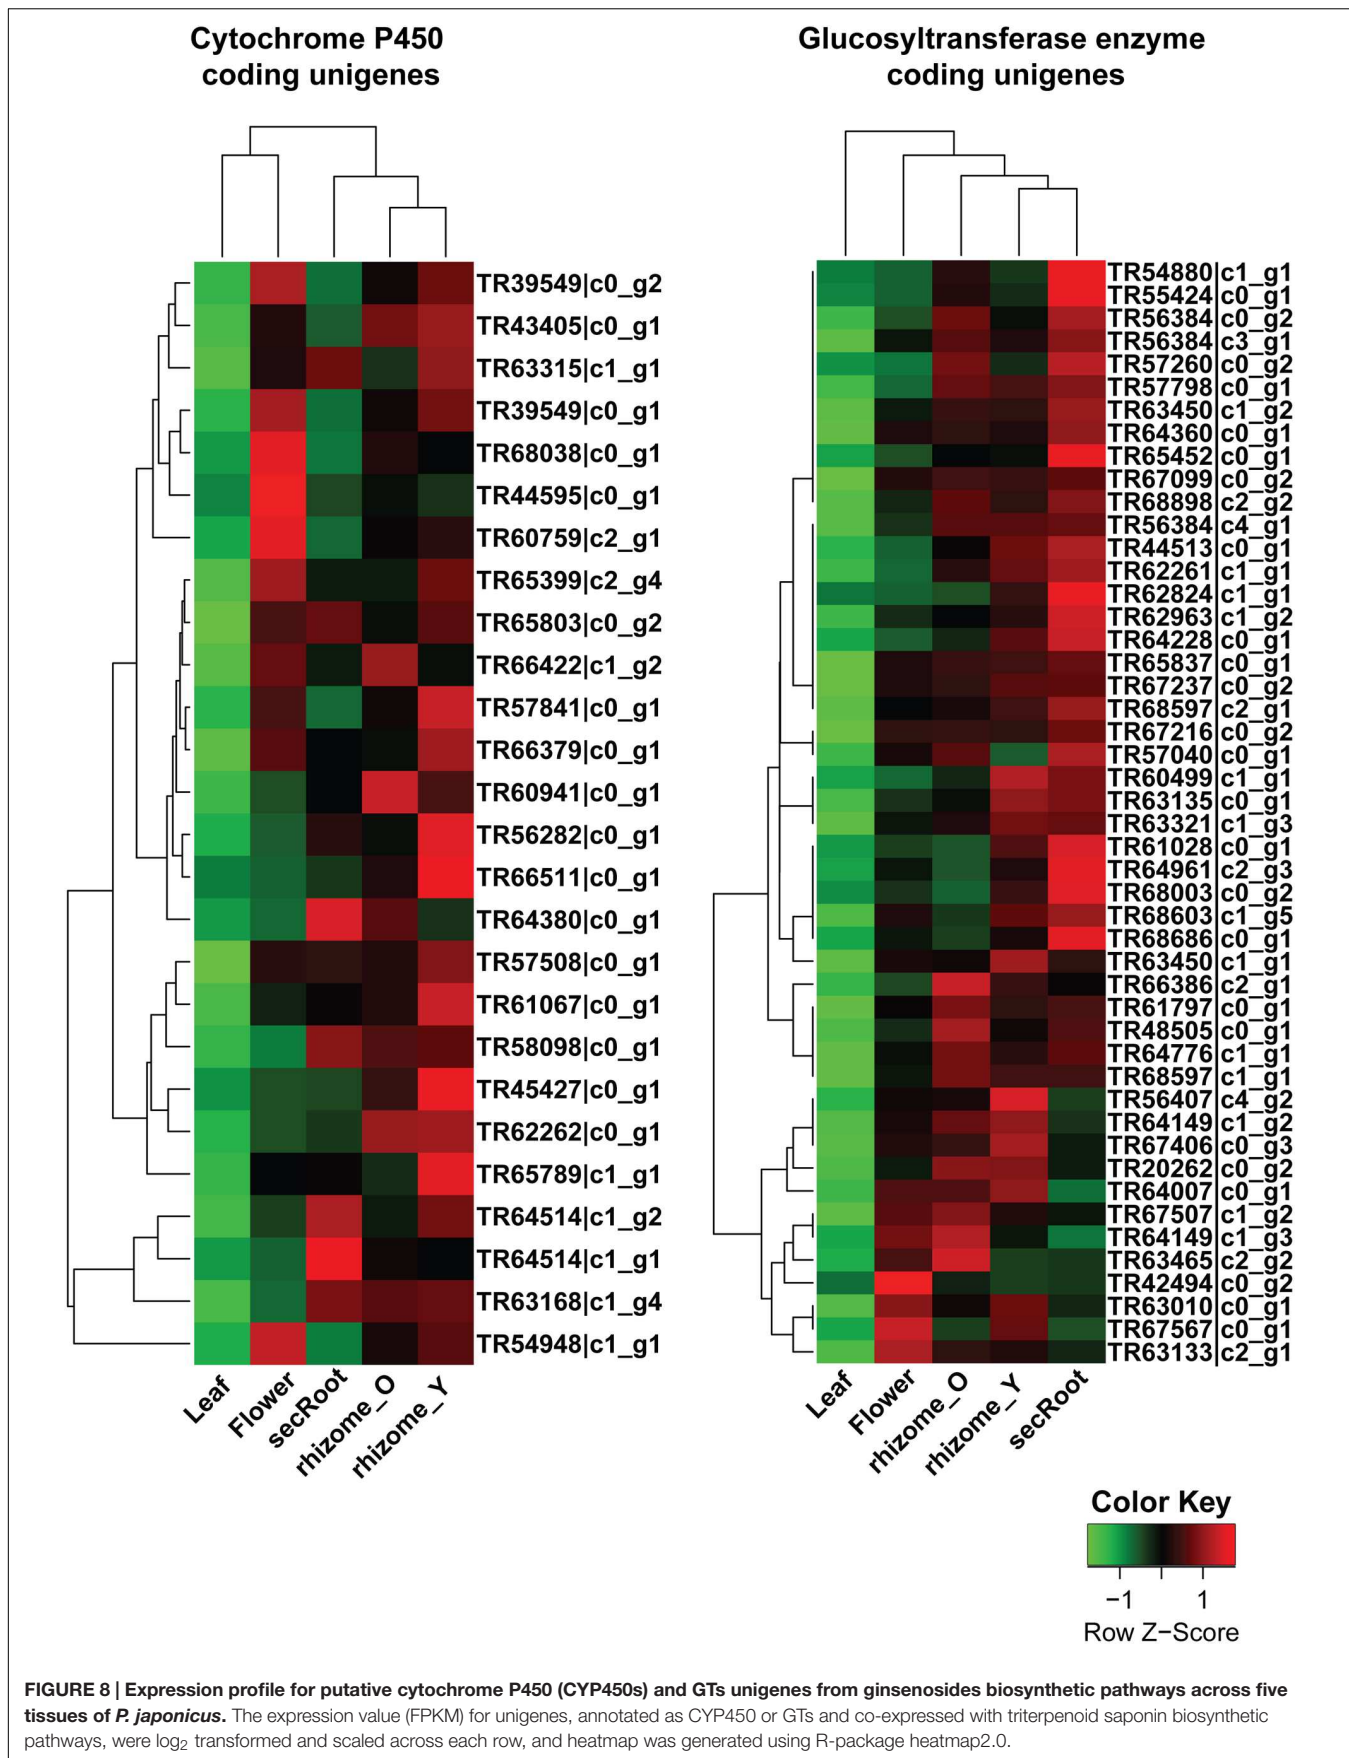 Cytochrome P450
coding unigenes
TR39549|c0_g2
TR43405|c0_g1
TR63315|c1_g1
TR39549|c0_g1
TR68038|c0_g1
TR44595|c0_g1
TR60759|c2_g1
TR65399|c2_g4
TR65803|c0_g2
TR66422|c1_g2
TR57841|c0_g1
TR66379|c0_g1
TR60941|c0_g1
TR56282|c0_g1
TR66511|c0_g1
TR64380|c0_g1
TR57508|c0_g1
TR61067|c0_g1
TR58098|c0_g1
TR45427|c0_g1
TR62262|c0_g1
TR65789|c1_g1
TR64514|c1_g2
TR64514|c1_g1
TR63168|c1_g4
TR54948|c1_g1
Leaf
Flower
secRoot
rhizome_O
rhizome_Y
Glucosyltransferase enzyme
coding unigenes
TR54880|c1_g1
TR55424|c0_g1
TR56384|c0_g2
TR56384|c3_g1
TR57260|c0_g2
TR57798|c0_g1
TR63450|c1_g2
TR64360|c0_g1
TR65452|c0_g1
TR67099|c0_g2
TR68898|c2_g2
TR56384|c4_g1
TR44513|c0_g1
TR62261|c1_g1
TR62824|c1_g1
TR62963|c1_g2
TR64228|c0_g1
TR65837|c0_g1
TR67237|c0_g2
TR68597|c2_g1
TR67216|c0_g2
TR57040|c0_g1
TR60499|c1_g1
TR63135|c0_g1
TR63321|c1_g3
TR61028|c0_g1
TR64961|c2_g3
TR68003|c0_g2
TR68603|c1_g5
TR68686|c0_g1
TR63450|c1_g1
TR66386|c2_g1
TR61797|c0_g1
TR48505|c0_g1
TR64776|c1_g1
TR68597|c1_g1
TR56407|c4_g2
TR64149|c1_g2
TR67406|c0_g3
TR20262|c0_g2
TR64007|c0_g1
TR67507|c1_g2
TR64149|c1_g3
TR63465|c2_g2
TR42494|c0_g2
TR63010|c0_g1
TR67567|c0_g1
TR63133|c2_g1
Leaf
Flower
rhizome_O
rhizome_Y
secRoot
Color Key
−1 1
Row Z−Score
FIGURE 8 | Expression profile for putative cytochrome P450 (CYP450s) and GTs unigenes from ginsenosides biosynthetic pathways across five
tissues of P. japonicus. The expression value (FPKM) for unigenes, annotated as CYP450 or GTs and co-expressed with triterpenoid saponin biosynthetic
pathways, were log2 transformed and scaled across each row, and heatmap was generated using R-package heatmap2.0.